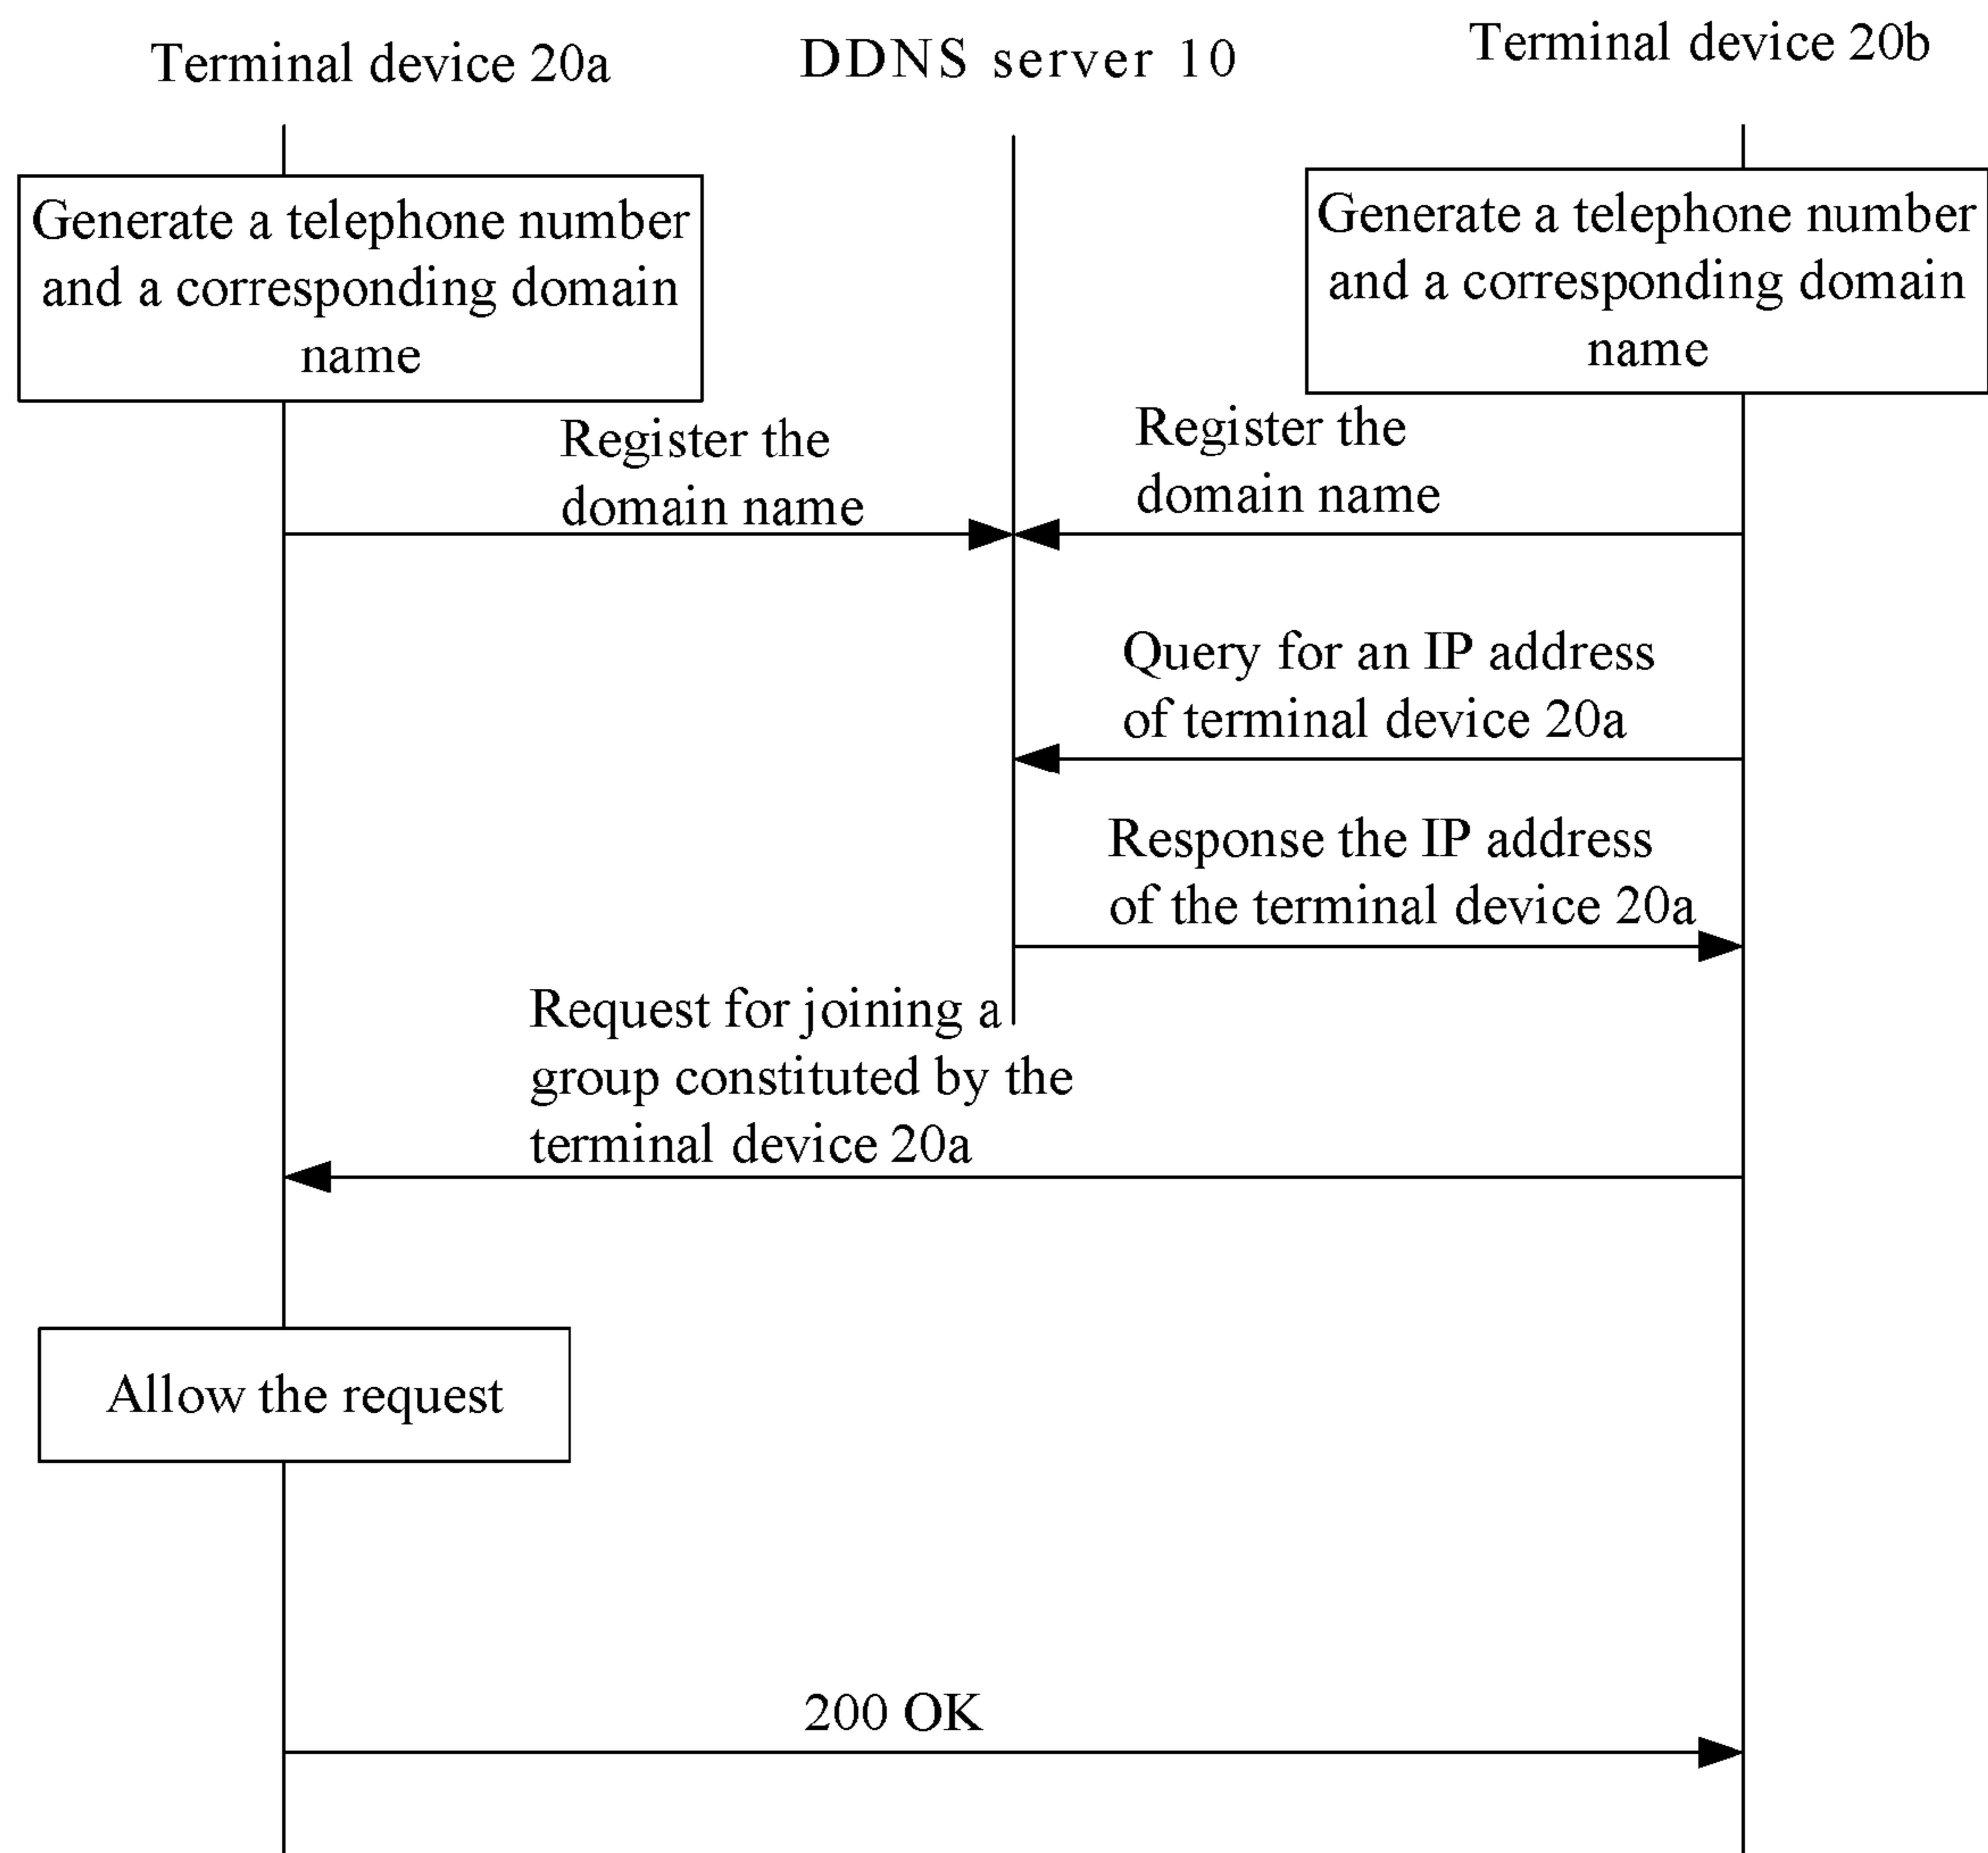 Terminal device 20a
DDNS server 10
Terminal device 20b
Generate a telephone number
and a corresponding domain
name
Generate a telephone number
and a corresponding domain
name
Register the
domain name
Register the
domain name
Query for an IP address
of terminal device 20a
Response the IP address
of the terminal device 20a
Request for joining a
group constituted by the
terminal device 20a
Allow the request
200 OK